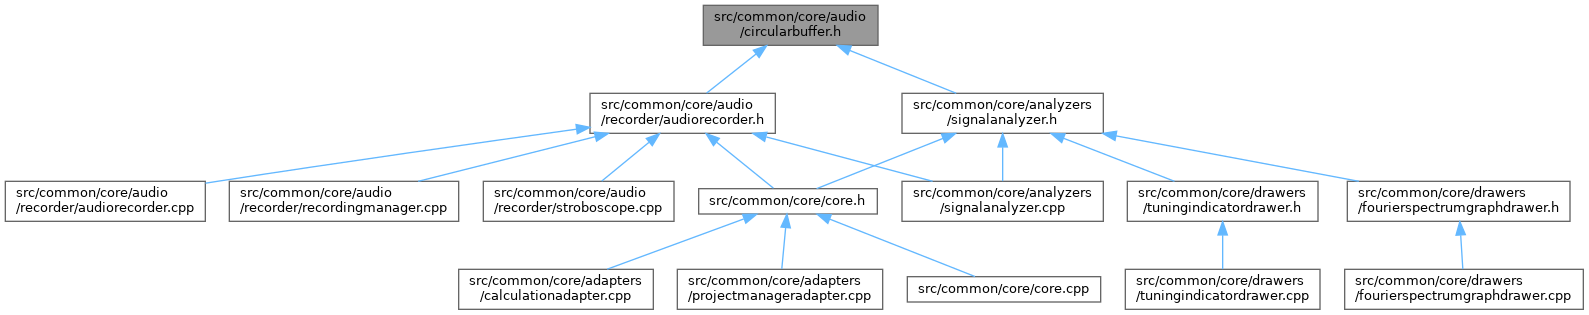 src/common/core/audio
/circularbuffer.h
src/common/core/audio
/recorder/audiorecorder.h
src/common/core/analyzers
/signalanalyzer.h
src/common/core/audio
/recorder/audiorecorder.cpp
src/common/core/audio
/recorder/recordingmanager.cpp
src/common/core/audio
/recorder/stroboscope.cpp
src/common/core/core.h
src/common/core/analyzers
/signalanalyzer.cpp
src/common/core/drawers
/tuningindicatordrawer.h
src/common/core/drawers
/fourierspectrumgraphdrawer.h
src/common/core/adapters
/calculationadapter.cpp
src/common/core/adapters
/projectmanageradapter.cpp
src/common/core/core.cpp
src/common/core/drawers
/tuningindicatordrawer.cpp
src/common/core/drawers
/fourierspectrumgraphdrawer.cpp